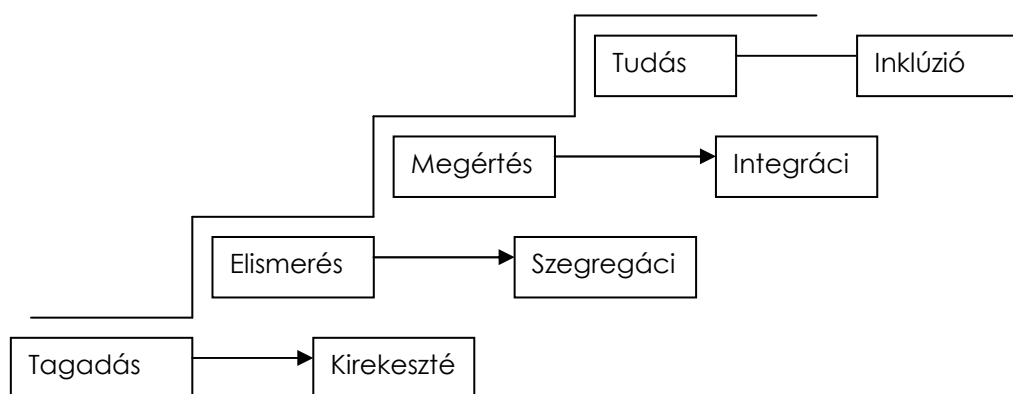 Tudás
Inklúzió
Megértés
Integráci
Elismerés
Szegregáci
Tagadás
Kirekeszté